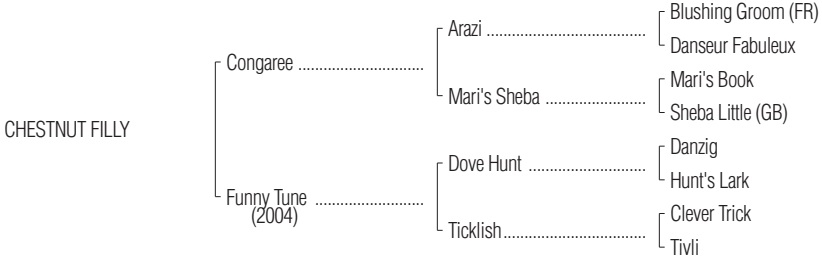 Blushing Groom (FR)
Arazi ....................................
Danseur Fabuleux
Congaree ............................
Mari's Book
Mari's Sheba .......................
Sheba Little (GB)
CHESTNUT FILLY
Danzig
Dove Hunt ..........................
Hunt's Lark
Funny Tune ........................
(2004)
Clever Trick
Ticklish................................
Tivli